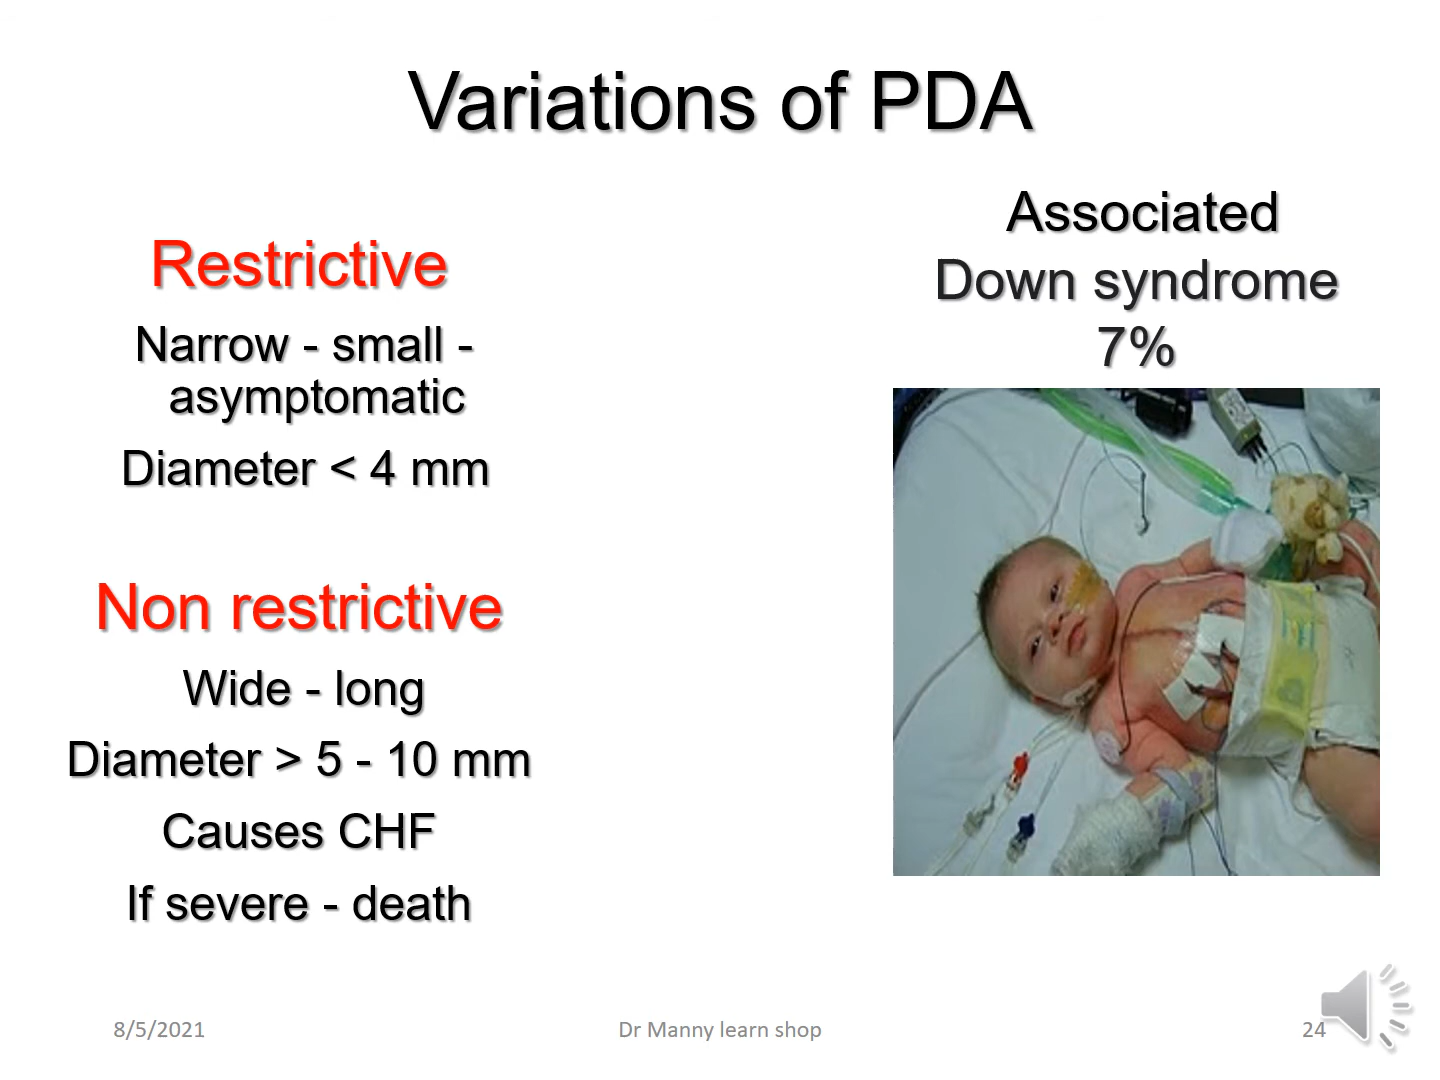 Variations of PDA
Restrictive
Narrow - small -
asymptomatic
Diameter < 4 mm
Non restrictive
Wide - long
Diameter > 5 - 10 mm
Causes CHF
If severe - death
Associated
Down syndrome
7%
8/5/2021
Dr Manny learn shop
24